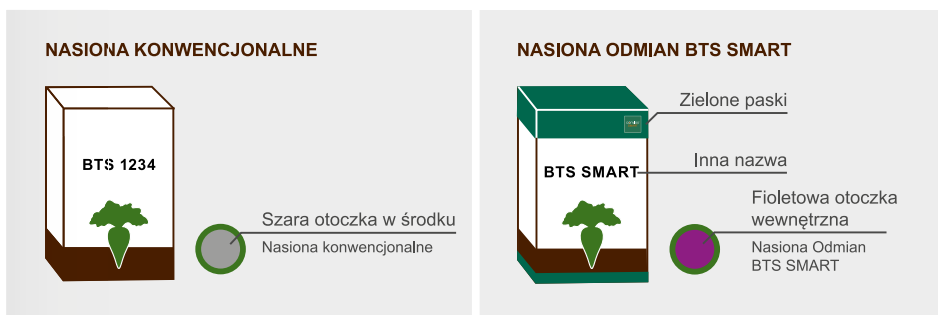 NASIONA KONWENCJONALNE
BTS 1234
Szara otoczka w środku
Nasiona konwencjonalne
NASIONA ODMIAN BTS SMART
Zielone paski
BTS SMART
Inna nazwa
Fioletowa otoczka
wewnętrzna
Nasiona Odmian
BTS SMART